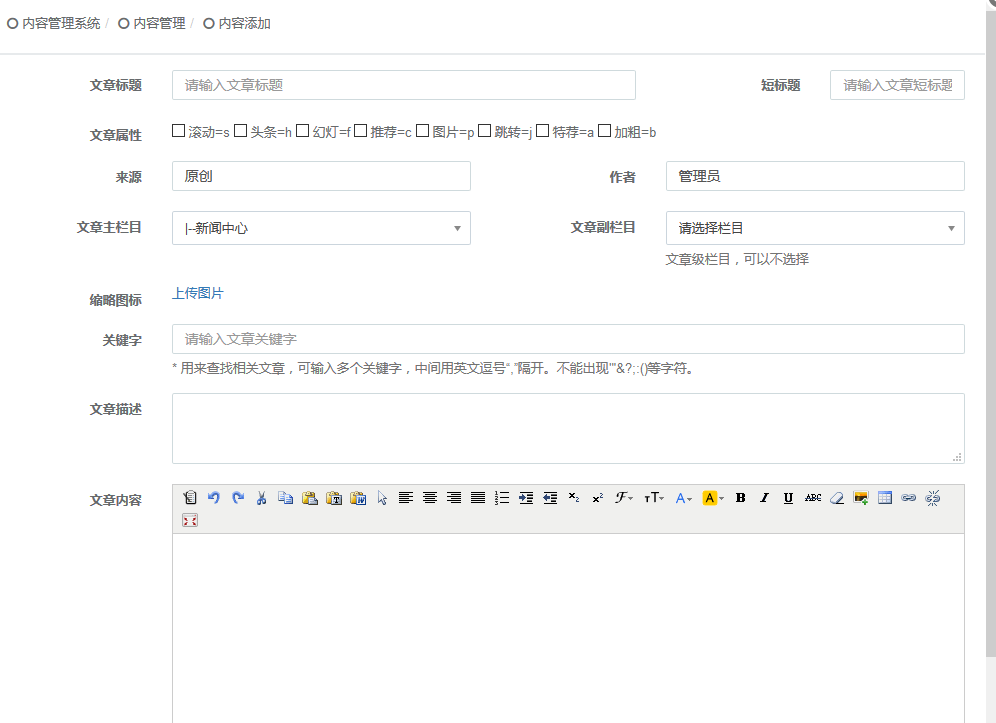 内容管理系统 / 内容管理 / 内容添加
文章标题 请输入文章标题 短标题 请输入文章短标题
文章属性 滚动=s 头条=h 幻灯=f 推荐=c 图片=p 跳转=j 特荐=a 加粗=b
来源 原创 作者 管理员
文章主栏目 |--新闻中心 文章副栏目 请选择栏目
文章级栏目，可以不选择
缩略图标 上传图片
关键字 请输入文章关键字
* 用来查找相关文章，可输入多个关键字，中间用英文逗号“,”隔开。不能出现'"&?;:()等字符。
文章描述
文章内容 T W x₂ x² F TT A A B I U ABC